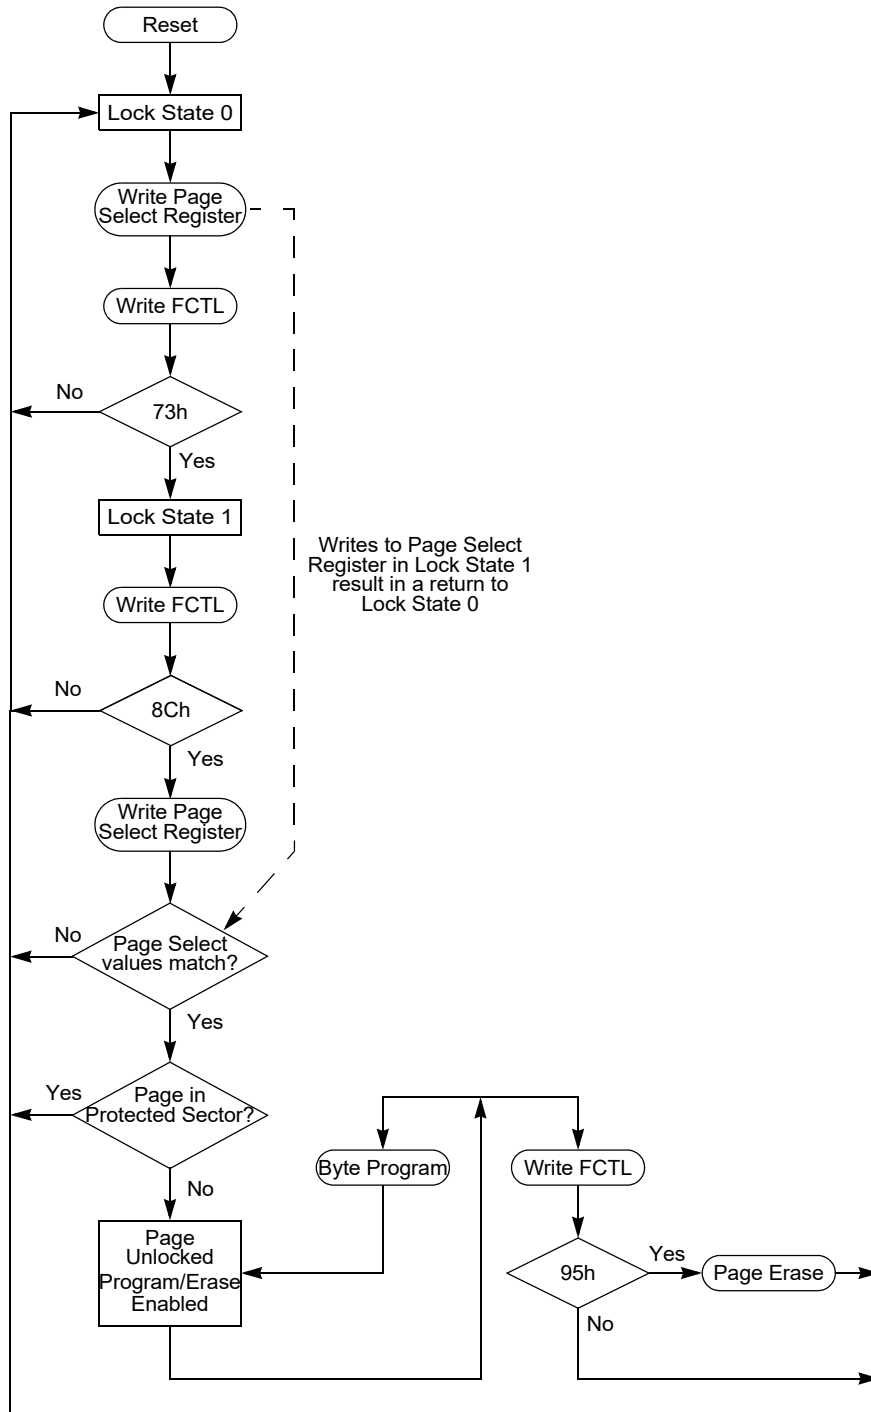 Reset
Lock State 0
Write Page
Select Register
Write FCTL
No
73h
Yes
Lock State 1
Writes to Page Select
Register in Lock State 1
result in a return to
Lock State 0
Write FCTL
No
8Ch
Yes
Write Page
Select Register
No
Page Select
values match?
Yes
Yes
Page in
Protected Sector?
No
Byte Program
Write FCTL
Page
Unlocked
Program/Erase
Enabled
95h
Yes
Page Erase
No